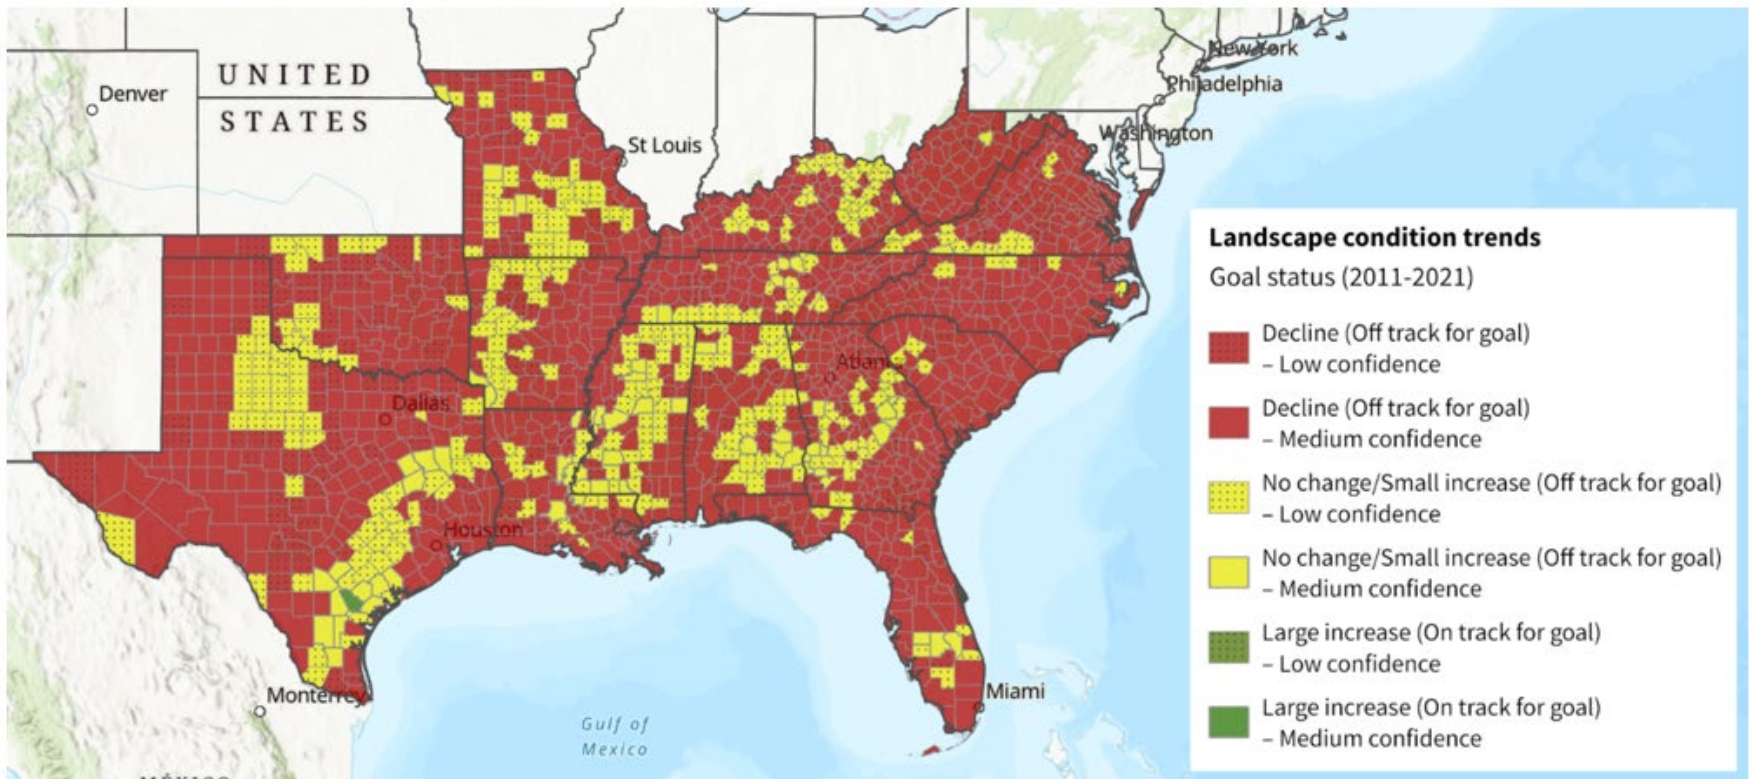 New York
UNITED
Denver
Philadelphia
STATES
Washington
St Louis
Landscape condition trends
Goal status (2011-2021)
Decline (Off track for goal)
– Low confidence
Atlanta
Dallas
Decline (Off track for goal)
– Medium confidence
No change/Small increase (Off track for goal)
– Low confidence
Houston
No change/Small increase (Off track for goal)
– Medium confidence
Large increase (On track for goal)
– Low confidence
Monterrey
Miami
Gulf of
Mexico
Large increase (On track for goal)
– Medium confidence
MÉXICO